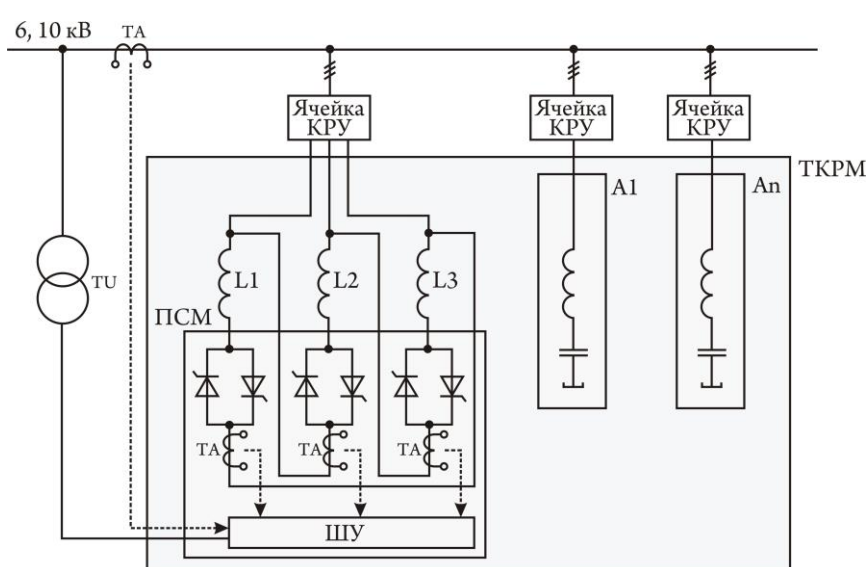 6, 10 кВ
TA
Ячейка
КРУ
Ячейка
КРУ
Ячейка
КРУ
ТКРМ
A1
An
TU
L1
L2
L3
ПСМ
TA
TA
TA
ШУ